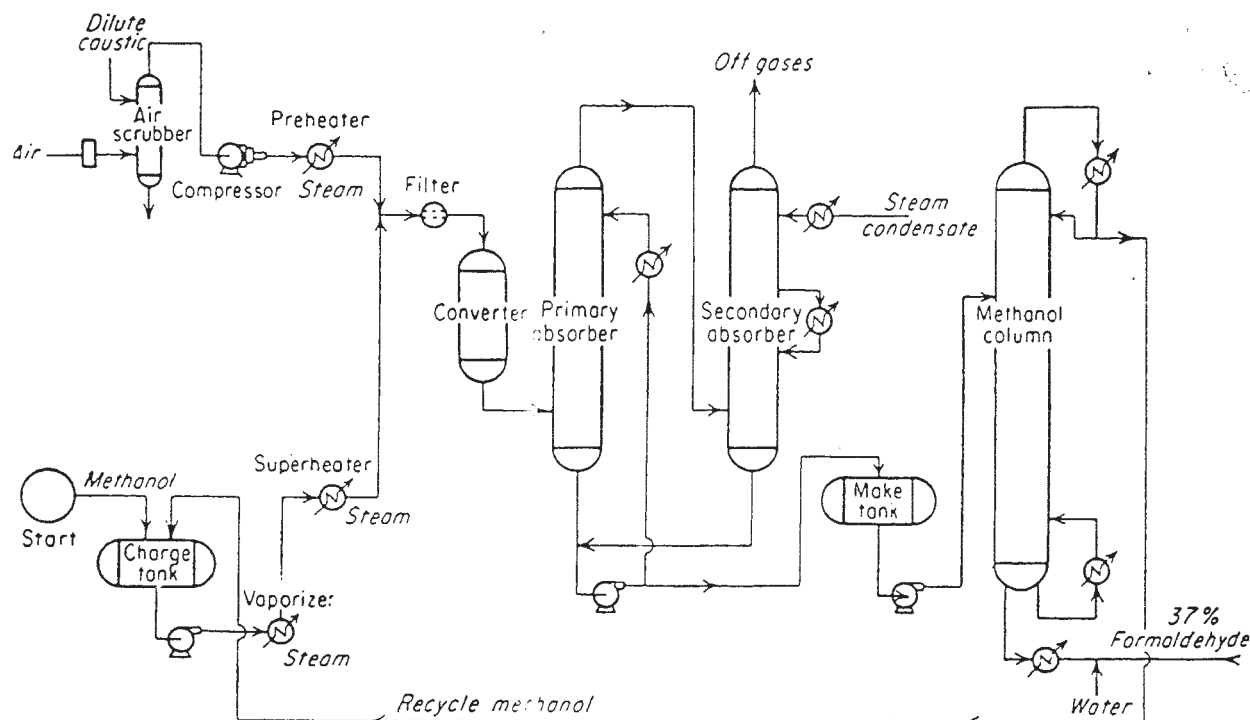 Dilute
caustic
Off gases
Air
scrubber
Preheater
Air
Compressor
Steam
Filter
Steam
condensate
Converter
Primary
absorber
Secondary
absorber
Methanol
column
Superheater
Methanol
Steam
Make
tank
Start
Charge
tank
Vaporizer
Steam
37%
Formaldehyde
Water
Recycle methanol